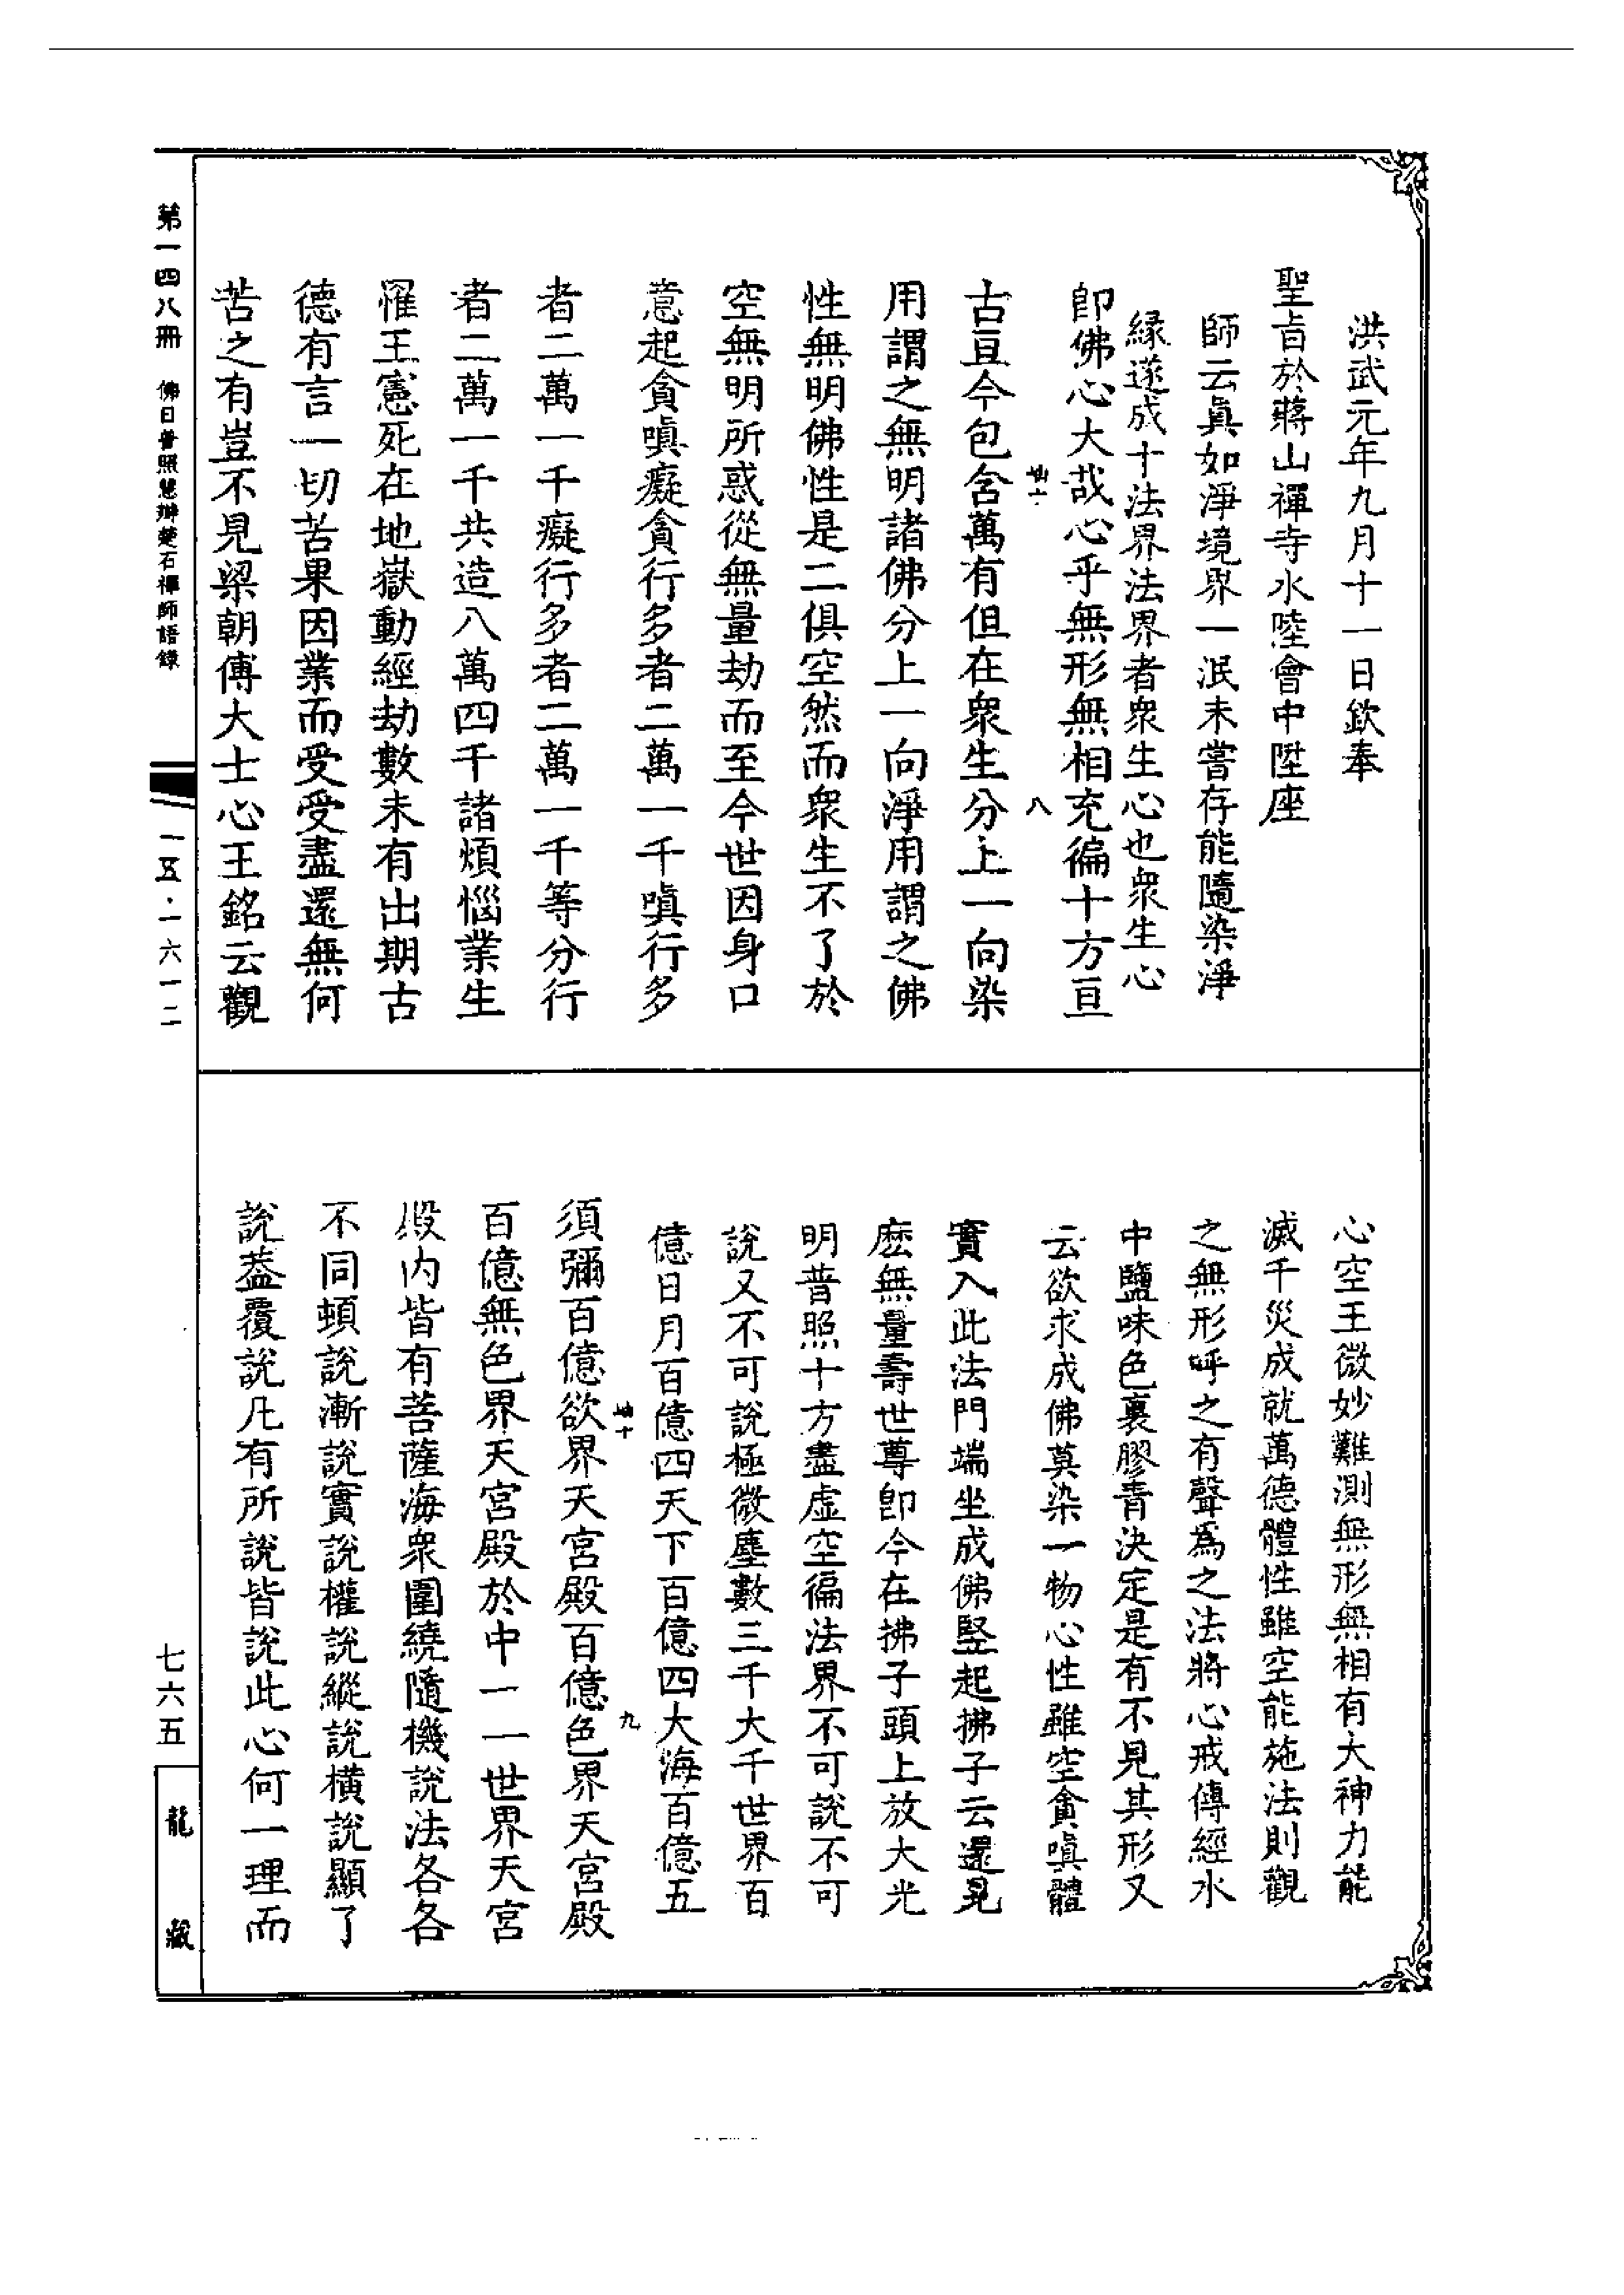 洪武元年九月十一日欽奉
聖旨於蔣山禪寺水陸會中陞座
師云真如淨境界一泯未嘗存能隨染淨
緣遂成十法界法界者衆生心也衆生心
卽佛心大哉心乎無形無相充徧十方亘
八
古亘今包含萬有但在衆生分上一向染
用謂之無明諸佛分上一向淨用謂之佛
性無明佛性是二俱空然而衆生不了於
空無明所惑從無量劫而至今世因身口
意起貪嗔癡貪行多者二萬一千嗔行多
者二萬一千癡行多者二萬一千等分行
者二萬一千共造八萬四千諸煩惱業生
罹王憲死在地嶽動經劫數未有出期古
德有言一切苦果因業而受受盡還無何
苦之有豈不見梁朝傅大士心王銘云觀
心空王微妙難測無形無相有大神力能
滅千災成就萬德體性雖空能施法則觀
之無形呼之有聲爲之法將心戒傳經水
中鹽味色裏膠青決定是有不見其形又
云欲求成佛莫染一物心性雖空貪嗔體
實入此法門端坐成佛竪起拂子云還見
麽無量壽世尊卽今在拂子頭上放大光
明普照十方盡虛空徧法界不可說不可
說又不可說極微塵數三千大千世界百
億日月百億四天下百億四大海百億五
九
須彌百億欲界天宮殿百億色界天宮殿
百億無色界天宮殿於中一一世界天宮
殿内皆有菩薩海衆圍繞隨機說法各各
不同頓說漸說實說權說縱說橫說顯了
說葢覆說凡有所說皆說此心何一理而
第一四八冊 佛日普照慧辯楚石禪師語錄
一五·一六一二
七六五
龍藏